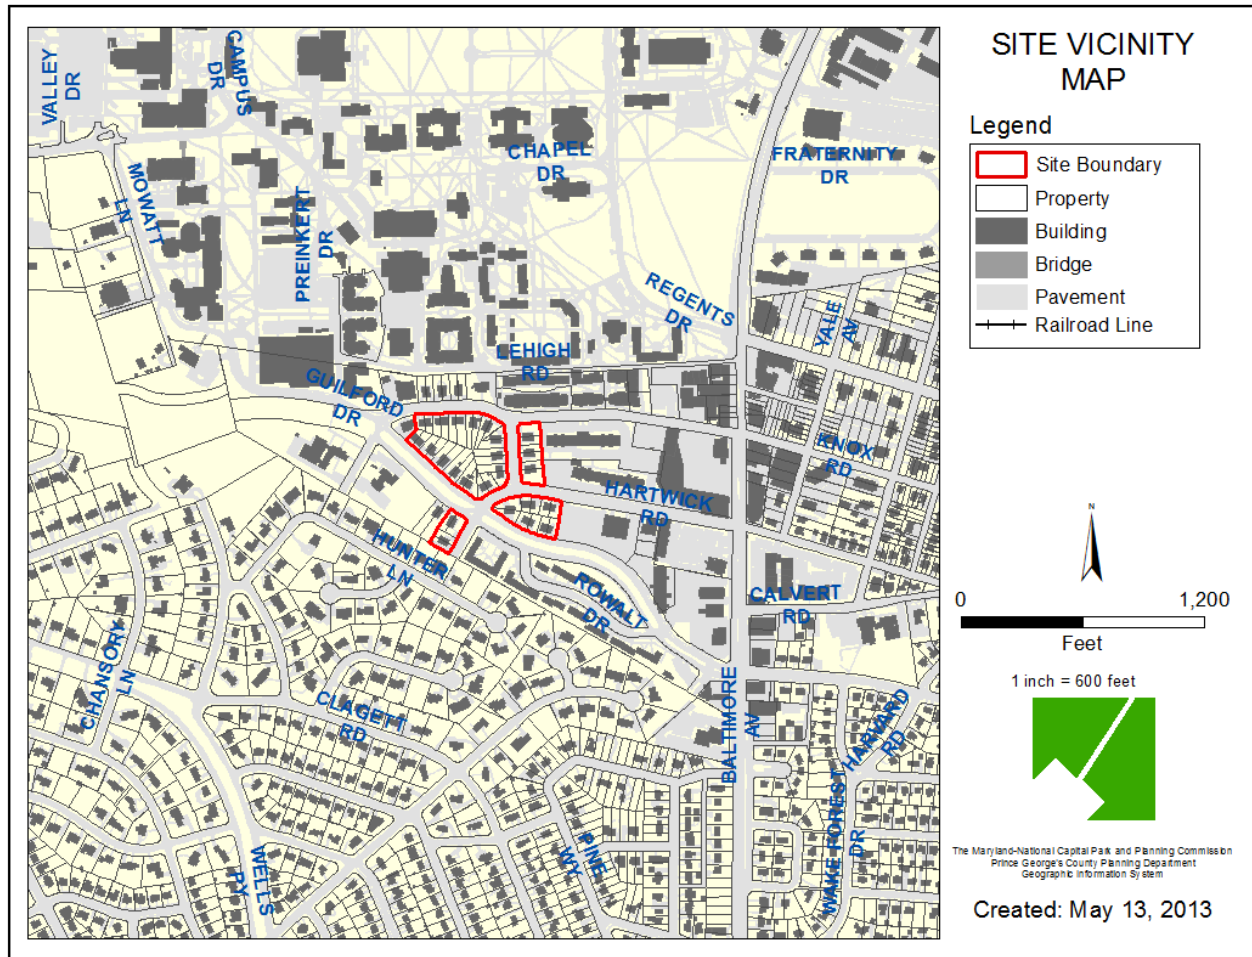 SITE VICINITY
MAP
Legend
Site Boundary
Property
Building
Bridge
Pavement
Railroad Line
VALLEY
DR
CAMPUS
DR
MOWATT
LN
PREINKERT
DR
CHAPEL
DR
FRATERNITY
DR
REGENTS
DR
YALE
AV
LEHIGH
RD
GUILFORD
DR
KNOX
RD
HARTWICK
RD
HUNTER
LN
ROWALT
DR
CALVERT
RD
CHANSORY
LN
CLAGETT
RD
BALTIMORE
AV
HARVARD
RD
WAKE FOREST
DR
PINE
WY
WELLS
PY
N
0 1,200
Feet
1 inch = 600 feet
The Maryland-National Capital Park and Planning Commission
Prince George's County Planning Department
Geographic Information System
Created: May 13, 2013